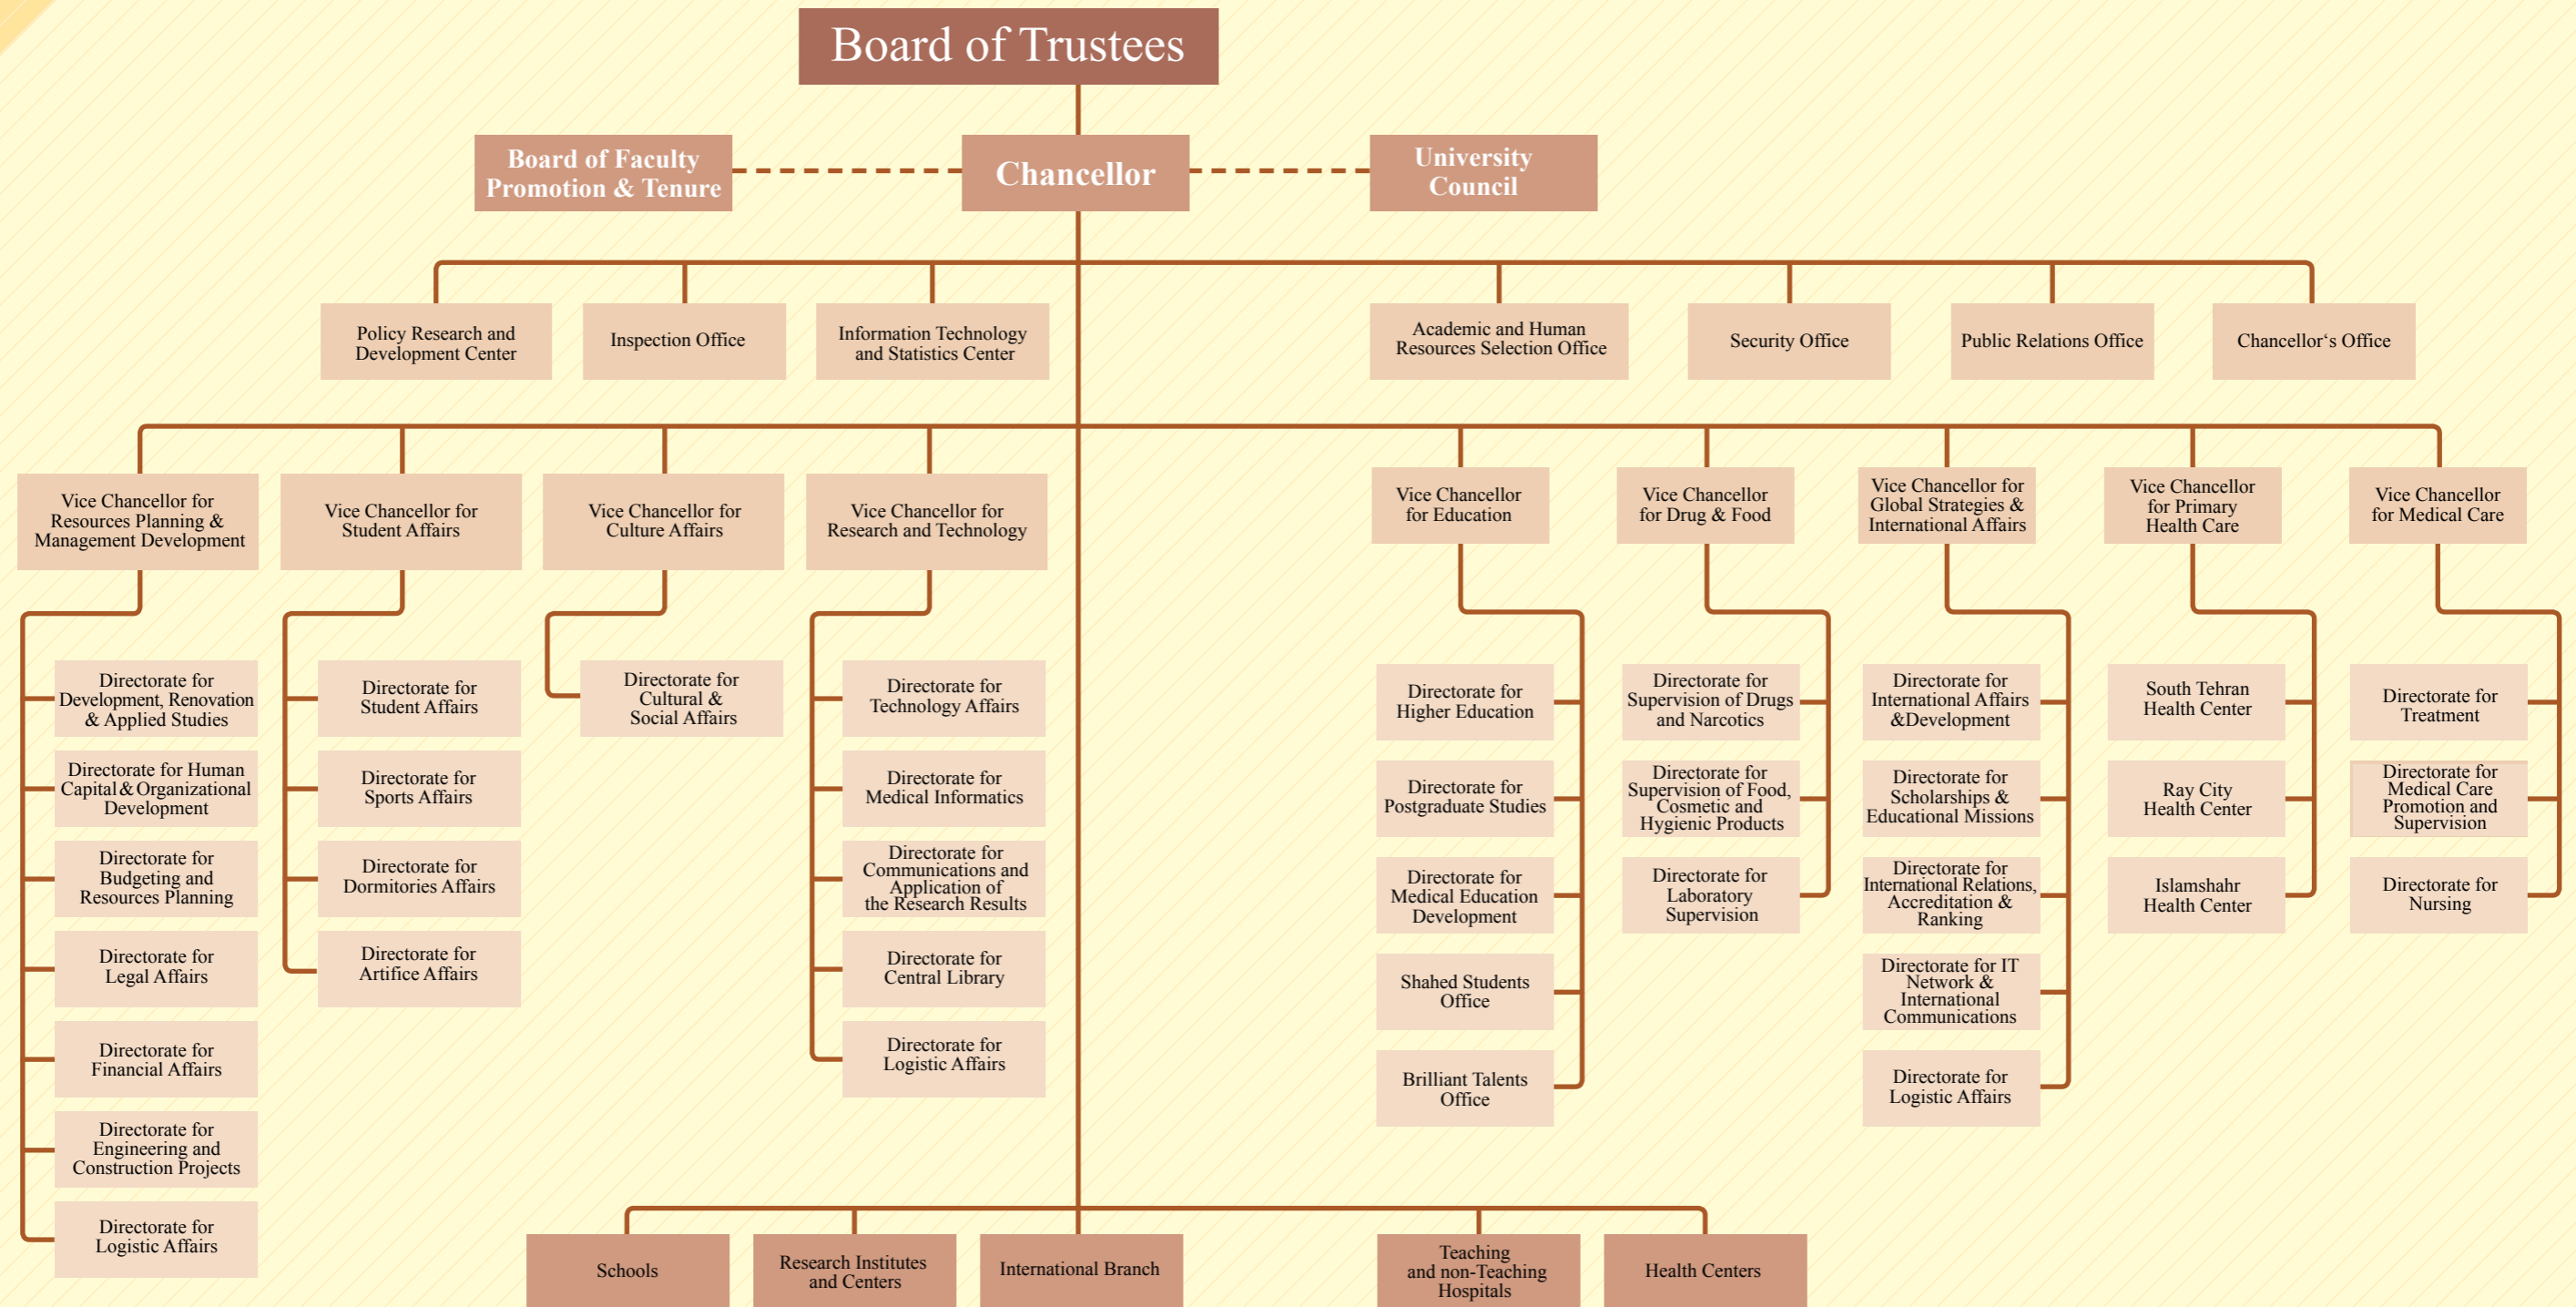 Board of Trustees
Board of Faculty
Promotion & Tenure
Chancellor
University
Council
Policy Research and
Development Center
Inspection Office
Information Technology
and Statistics Center
Academic and Human
Resources Selection Office
Security Office
Public Relations Office
Chancellor‘s Office
Vice Chancellor for
Resources Planning &
Management Development
Vice Chancellor for
Student Affairs
Vice Chancellor for
Culture Affairs
Vice Chancellor for
Research and Technology
Vice Chancellor
for Education
Vice Chancellor
for Drug & Food
Vice Chancellor for
Global Strategies &
International Affairs
Vice Chancellor
for Primary
Health Care
Vice Chancellor
for Medical Care
Directorate for
Development, Renovation
& Applied Studies
Directorate for Human
Capital & Organizational
Development
Directorate for
Budgeting and
Resources Planning
Directorate for
Legal Affairs
Directorate for
Financial Affairs
Directorate for
Engineering and
Construction Projects
Directorate for
Logistic Affairs
Directorate for
Student Affairs
Directorate for
Sports Affairs
Directorate for
Dormitories Affairs
Directorate for
Artifice Affairs
Directorate for
Cultural &
Social Affairs
Directorate for
Technology Affairs
Directorate for
Medical Informatics
Directorate for
Communications and
Application of
the Research Results
Directorate for
Central Library
Directorate for
Logistic Affairs
Directorate for
Higher Education
Directorate for
Postgraduate Studies
Directorate for
Medical Education
Development
Shahed Students
Office
Brilliant Talents
Office
Directorate for
Supervision of Drugs
and Narcotics
Directorate for
Supervision of Food,
Cosmetic and
Hygienic Products
Directorate for
Laboratory
Supervision
Directorate for
International Affairs
&Development
Directorate for
Scholarships &
Educational Missions
Directorate for
International Relations,
Accreditation &
Ranking
Directorate for IT
Network &
International
Communications
Directorate for
Logistic Affairs
South Tehran
Health Center
Ray City
Health Center
Islamshahr
Health Center
Directorate for
Treatment
Directorate for
Medical Care
Promotion and
Supervision
Directorate for
Nursing
Schools
Research Institutes
and Centers
International Branch
Teaching
and non-Teaching
Hospitals
Health Centers